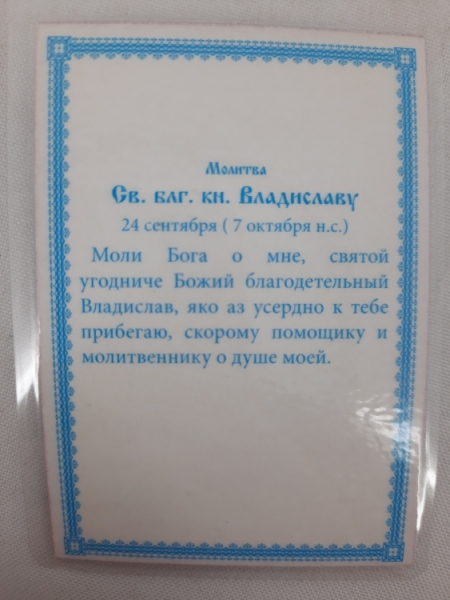 Молитва
Св. блг. кн. Владиславу
24 сентября ( 7 октября н.с.)
Моли Бога о мне, святой
угодниче Божий благодетельный
Владислав, яко аз усердно к тебе
прибегаю, скорому помощику и
молитвеннику о душе моей.